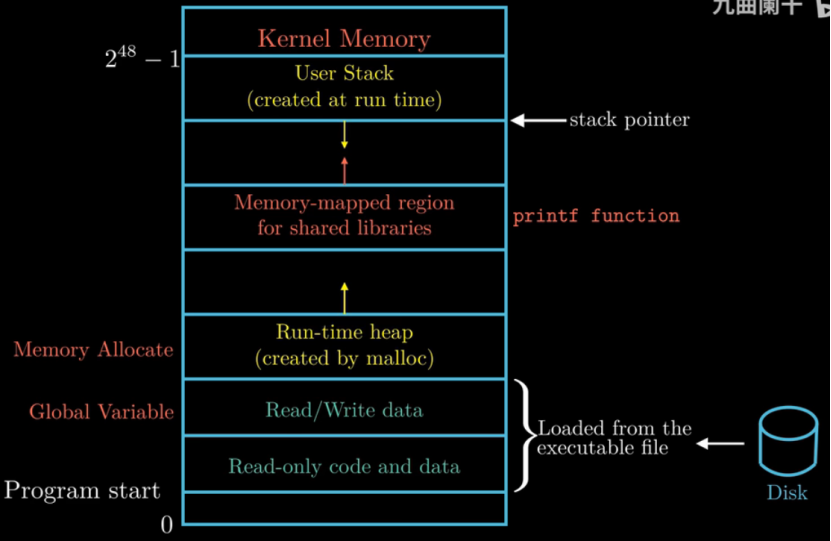 九曲阑干
Kernel Memory
2^48 − 1
User Stack
(created at run time)
stack pointer
Memory-mapped region
for shared libraries
printf function
Run-time heap
(created by malloc)
Memory Allocate
Global Variable
Read/Write data
Loaded from the
executable file
Read-only code and data
Program start
Disk
0